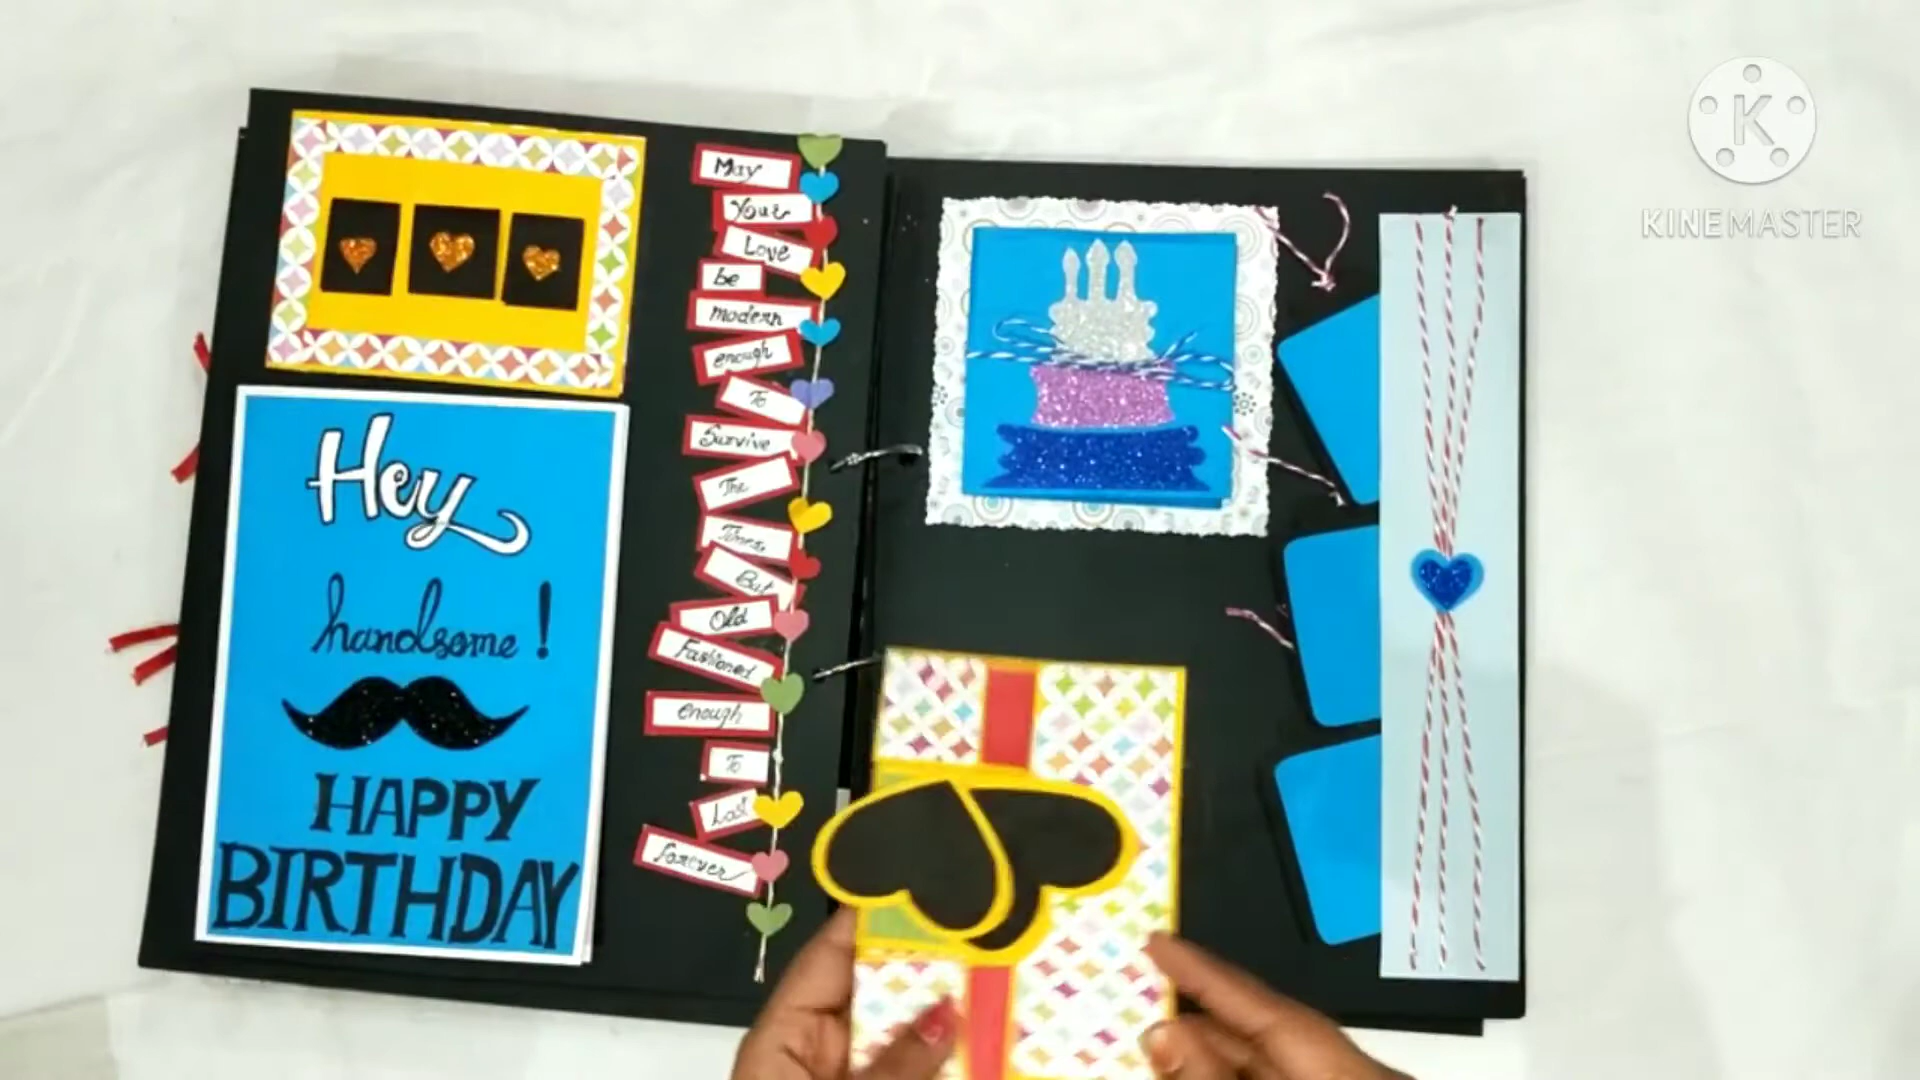 Hey
handsome!
HAPPY
BIRTHDAY
May
Your
Love
be
modern
enough
To
Survive
The
Times
But
Old
Fashioned
enough
To
Last
forever
K
KINEMASTER